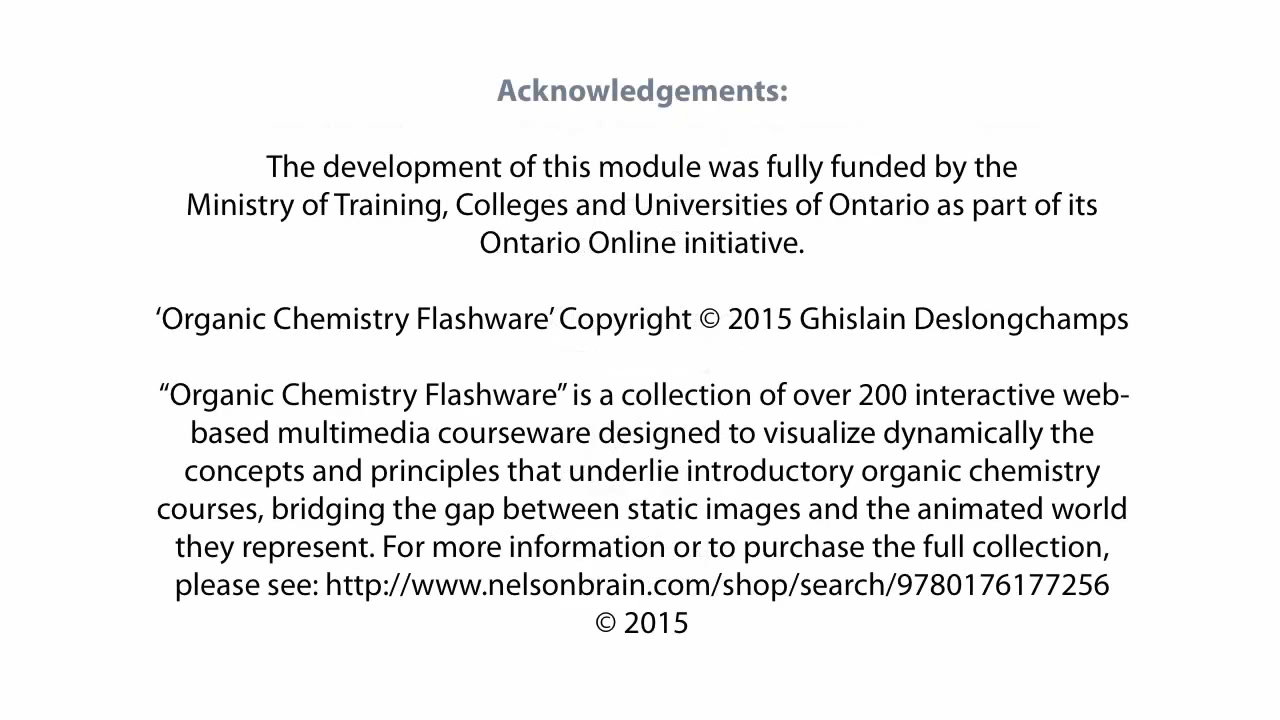 Acknowledgements:
The development of this module was fully funded by the
Ministry of Training, Colleges and Universities of Ontario as part of its
Ontario Online initiative.
‘Organic Chemistry Flashware’ Copyright © 2015 Ghislain Deslongchamps
“Organic Chemistry Flashware” is a collection of over 200 interactive web-
based multimedia courseware designed to visualize dynamically the
concepts and principles that underlie introductory organic chemistry
courses, bridging the gap between static images and the animated world
they represent. For more information or to purchase the full collection,
please see: http://www.nelsonbrain.com/shop/search/9780176177256
© 2015